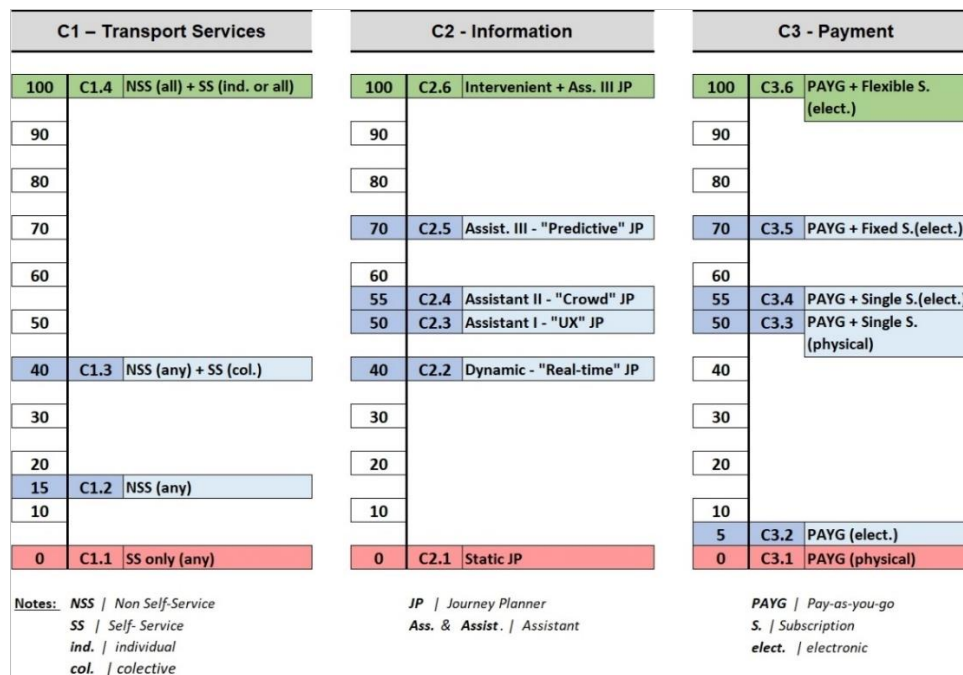 C1 – Transport Services
100 C1.4 NSS (all) + SS (ind. or all)
90
80
70
60
50
40 C1.3 NSS (any) + SS (col.)
30
20
15 C1.2 NSS (any)
10
0 C1.1 SS only (any)
Notes: NSS | Non Self-Service
SS | Self- Service
ind. | individual
col. | colective
C2 - Information
100 C2.6 Intervenient + Ass. III JP
90
80
70 C2.5 Assist. III - "Predictive" JP
60
55 C2.4 Assistant II - "Crowd" JP
50 C2.3 Assistant I - "UX" JP
40 C2.2 Dynamic - "Real-time" JP
30
20
10
0 C2.1 Static JP
JP | Journey Planner
Ass. & Assist. | Assistant
C3 - Payment
100 C3.6 PAYG + Flexible S.
(elect.)
90
80
70 C3.5 PAYG + Fixed S.(elect.)
60
55 C3.4 PAYG + Single S.(elect.)
50 C3.3 PAYG + Single S.
(physical)
40
30
20
10
5 C3.2 PAYG (elect.)
0 C3.1 PAYG (physical)
PAYG | Pay-as-you-go
S. | Subscription
elect. | electronic